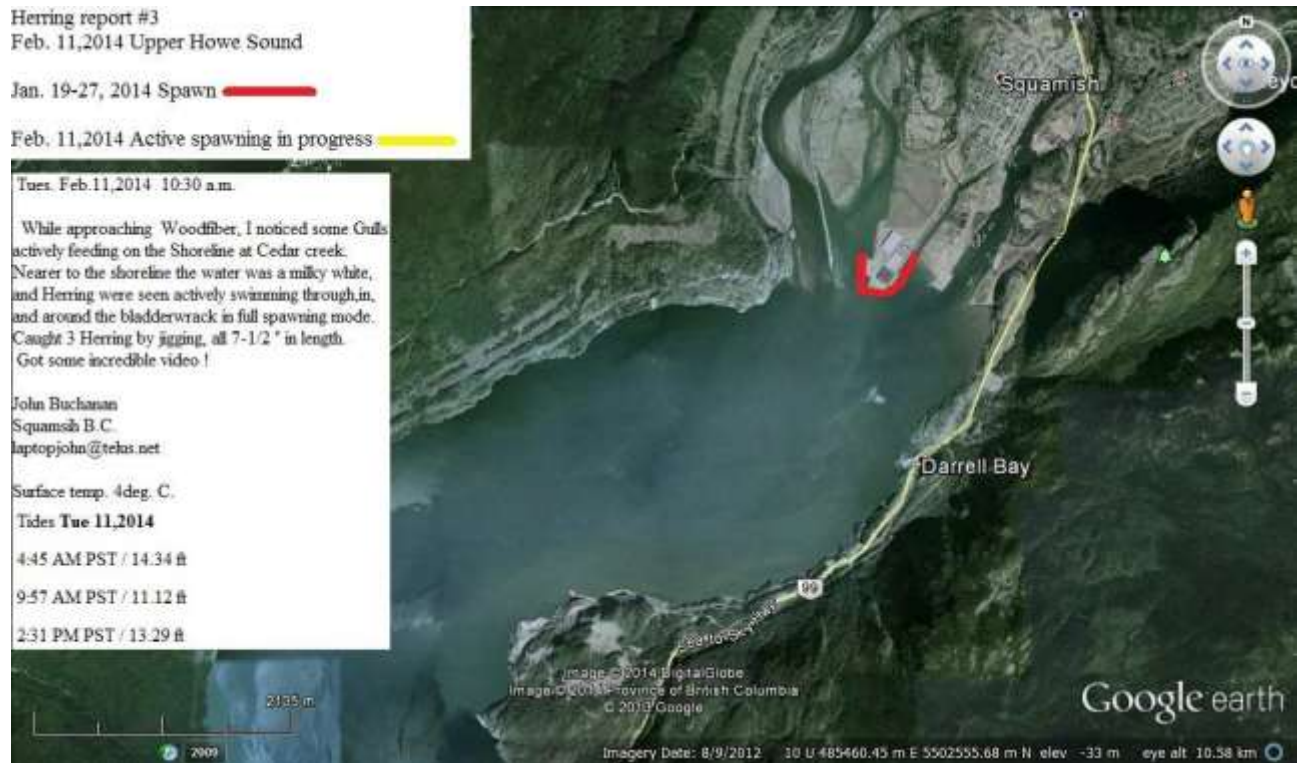 Herring report #3
Feb. 11,2014 Upper Howe Sound
Jan. 19-27, 2014 Spawn
Feb. 11,2014 Active spawning in progress
Tues. Feb.11,2014 10:30 a.m.
While approaching Woodfiber, I noticed some Gulls
actively feeding on the Shoreline at Cedar creek.
Nearer to the shoreline the water was a milky white,
and Herring were seen actively swimming through,in,
and around the bladderwrack in full spawning mode.
Caught 3 Herring by jigging, all 7-1/2 " in length.
Got some incredible video !
John Buchanan
Squamsih B.C.
laptopjohn@telus.net
Surface temp. 4deg. C.
Tides Tue 11,2014
4:45 AM PST / 14.34 ft
9:57 AM PST / 11.12 ft
2:31 PM PST / 13.29 ft
Squamish
N
Darrell Bay
99
Sea-to-Sky Hwy
Image © 2014 DigitalGlobe
Image © 2014 Province of British Columbia
© 2013 Google
Google earth
2135 m
2009
Imagery Date: 8/9/2012 10 U 485460.45 m E 5502555.68 m N elev -33 m eye alt 10.58 km